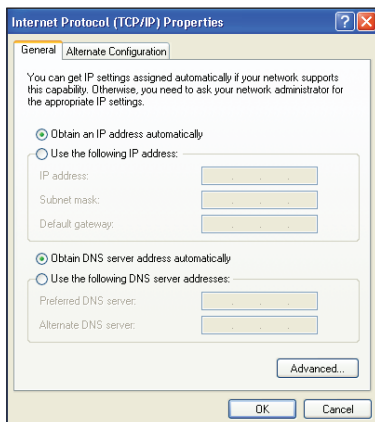 Internet Protocol (TCP/IP) Properties
General
Alternate Configuration
You can get IP settings assigned automatically if your network supports
this capability. Otherwise, you need to ask your network administrator for
the appropriate IP settings.
Obtain an IP address automatically
Use the following IP address:
IP address:
Subnet mask:
Default gateway:
Obtain DNS server address automatically
Use the following DNS server addresses:
Preferred DNS server:
Alternate DNS server:
Advanced...
OK
Cancel